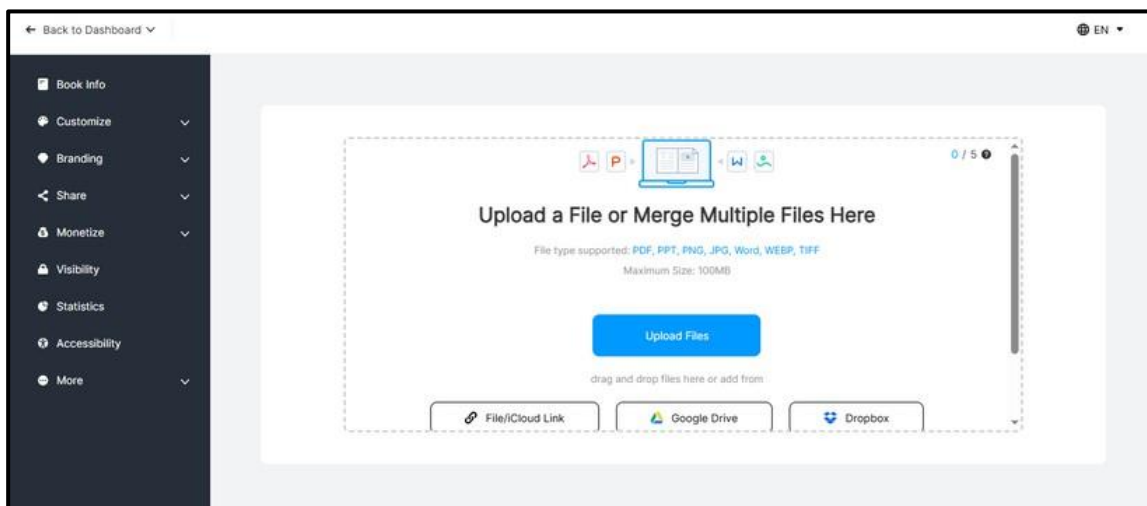 ← Back to Dashboard
EN
Book Info
Customize
Branding
Share
Monetize
Visibility
Statistics
Accessibility
More
P
W
0 / 5
Upload a File or Merge Multiple Files Here
File type supported: PDF, PPT, PNG, JPG, Word, WEBP, TIFF
Maximum Size: 100MB
Upload Files
drag and drop files here or add from
File/iCloud Link
Google Drive
Dropbox